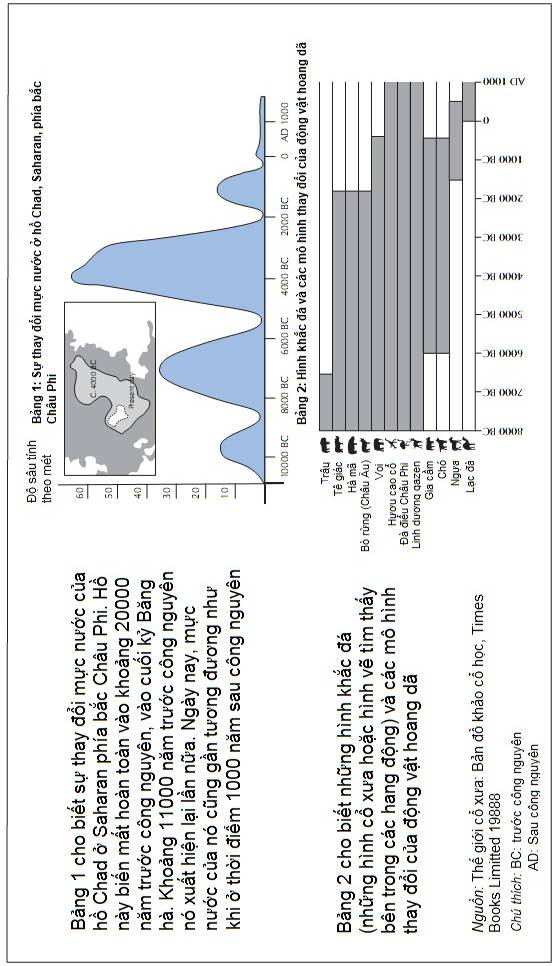 Bảng 1 cho biết sự thay đổi mực nước của
hồ Chad ở Saharan phía bắc Châu Phi. Hồ
này biến mất hoàn toàn vào khoảng 20000
năm trước công nguyên, vào cuối kỷ Băng
hà. Khoảng 11000 năm trước công nguyên
nó xuất hiện lại lần nữa. Ngày nay, mực
nước của nó cũng gần tương đương như
khi ở thời điểm 1000 năm sau công nguyên
Độ sâu tính
theo mét
Bảng 1: Sự thay đổi mực nước ở hồ Chad, Saharan, phía bắc
Châu Phi
60
50
40
30
20
10
C. 4000 BC
Present day
10000 BC
8000 BC
6000 BC
4000 BC
2000 BC
0
AD 1000
Bảng 2 cho biết những hình khắc đá
(những hình cổ xưa hoặc hình vẽ tìm thấy
bên trong các hang động) và các mô hình
thay đổi của động vật hoang dã
Bảng 2: Hình khắc đá và các mô hình thay đổi của động vật hoang dã
Trâu
Tê giác
Hà mã
Bò rừng (Châu Âu)
Voi
Hươu cao cổ
Đà điểu Châu Phi
Linh dương gazen
Gia cầm
Chó
Ngựa
Lạc đà
8000 BC
7000 BC
6000 BC
5000 BC
4000 BC
3000 BC
2000 BC
1000 BC
0
AD 1000
Nguồn: Thế giới cổ xưa: Bản đồ khảo cổ học, Times
Books Limitted 19888
Chú thích: BC: trước công nguyên
AD: Sau công nguyên